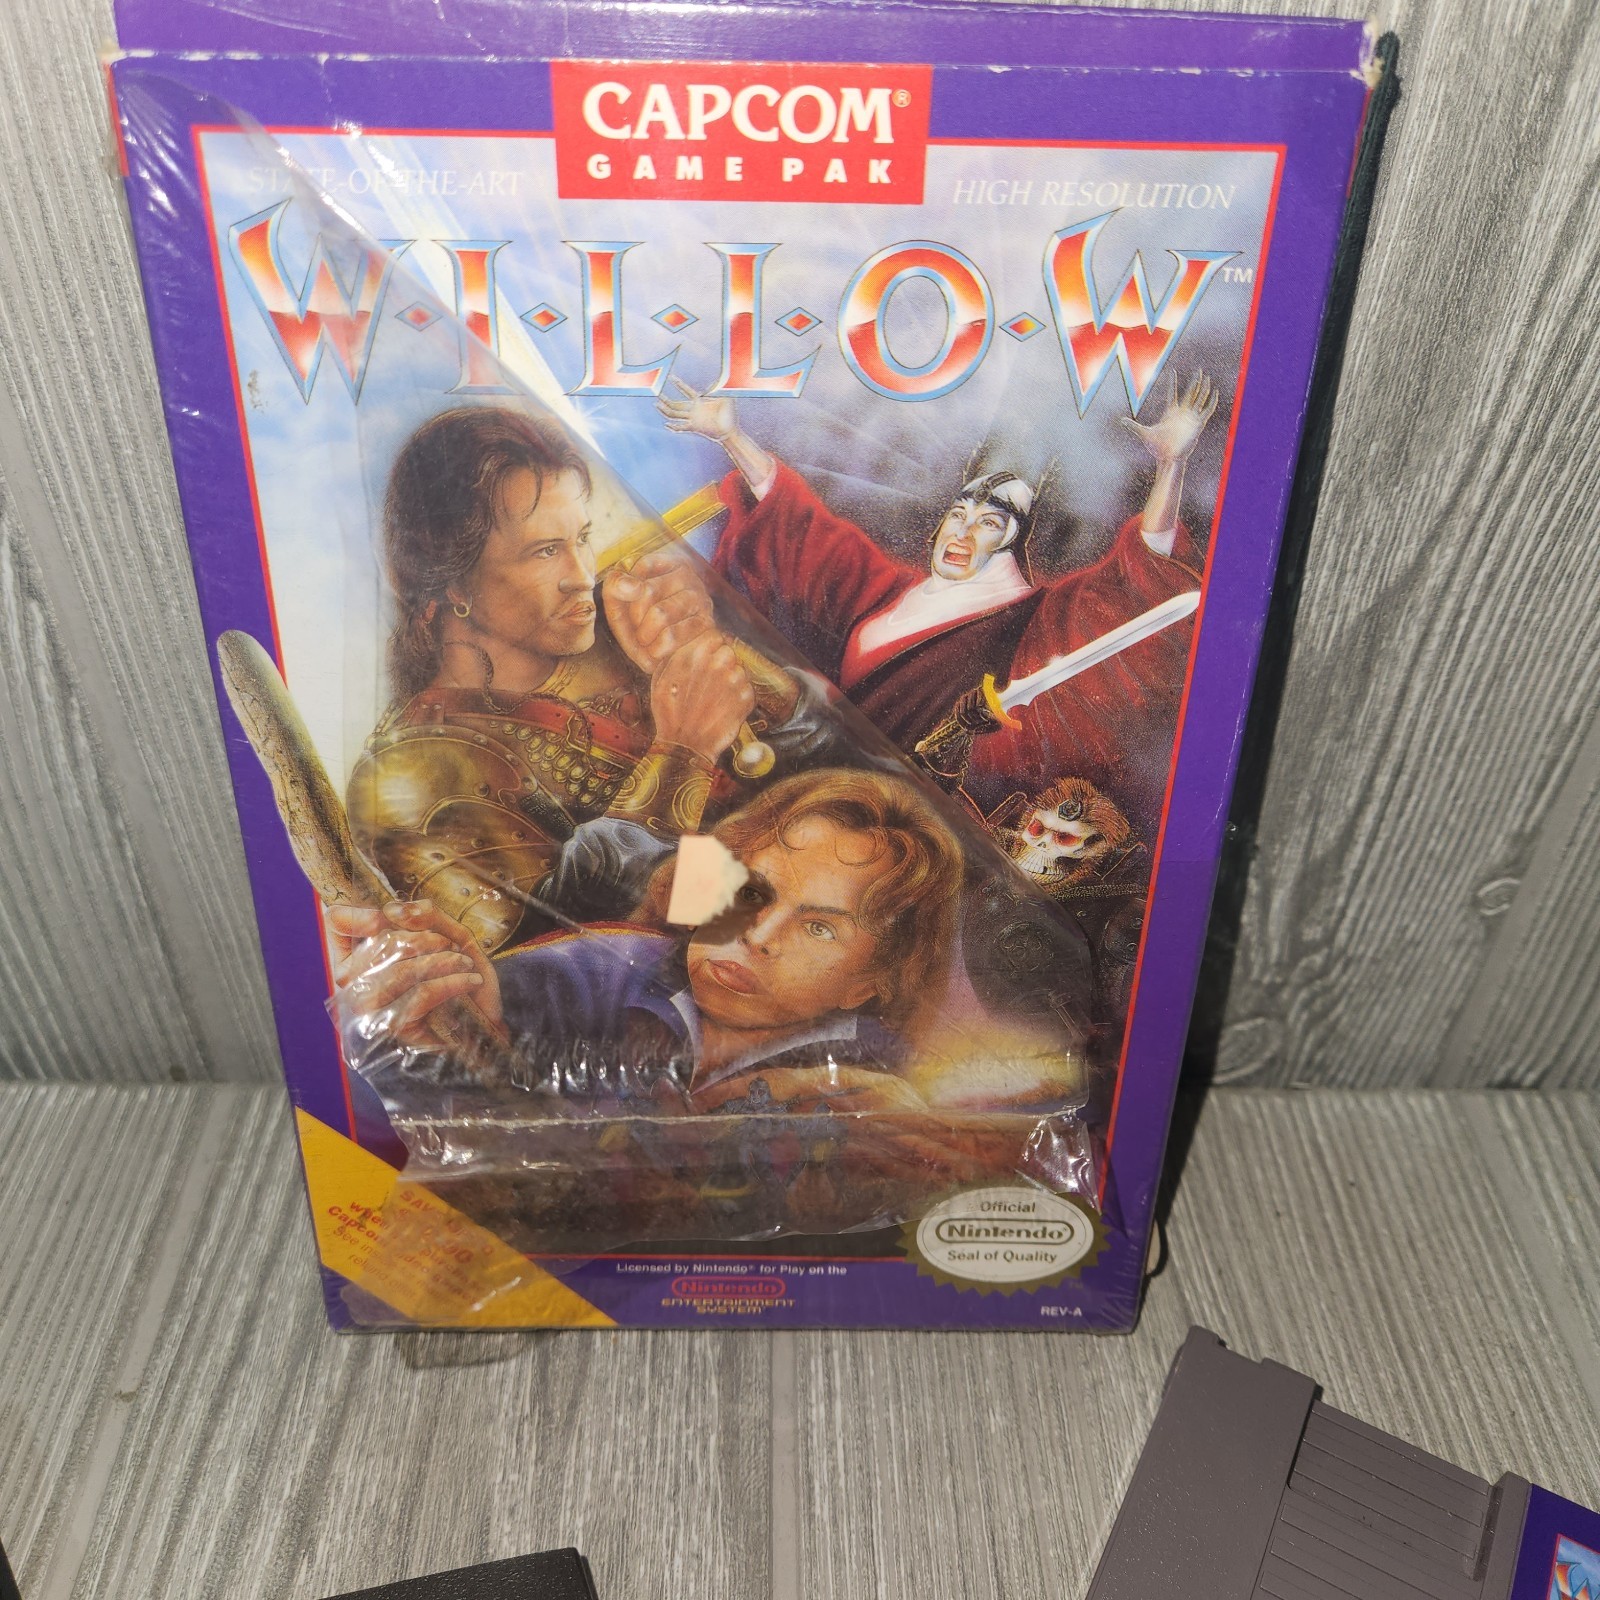 CAPCOM®
GAME PAK
STATE-OF-THE-ART
HIGH RESOLUTION
W·I·L·L·O·W™
Official
Nintendo®
Seal of Quality
Licensed by Nintendo® for Play on the
Nintendo®
ENTERTAINMENT
SYSTEM™
REV-A